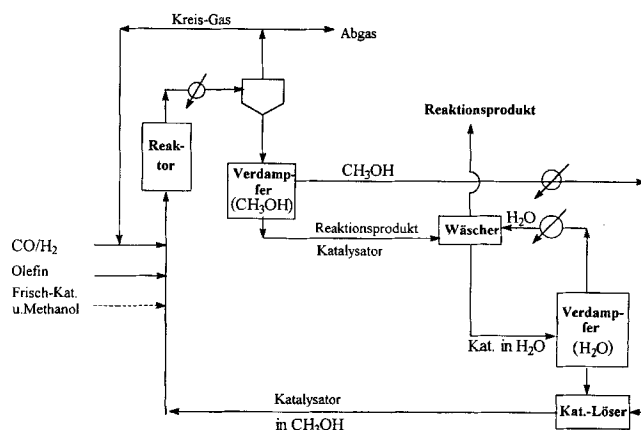 Kreis-Gas
Abgas
Reaktionsprodukt
Reak-
tor
Verdamp-
fer
(CH₃OH)
CH₃OH
Reaktionsprodukt
Katalysator
Wäscher
H₂O
CO/H₂
Olefin
Frisch-Kat.
u.Methanol
Kat. in H₂O
Verdamp-
fer
(H₂O)
Katalysator
in CH₃OH
Kat.-Löser